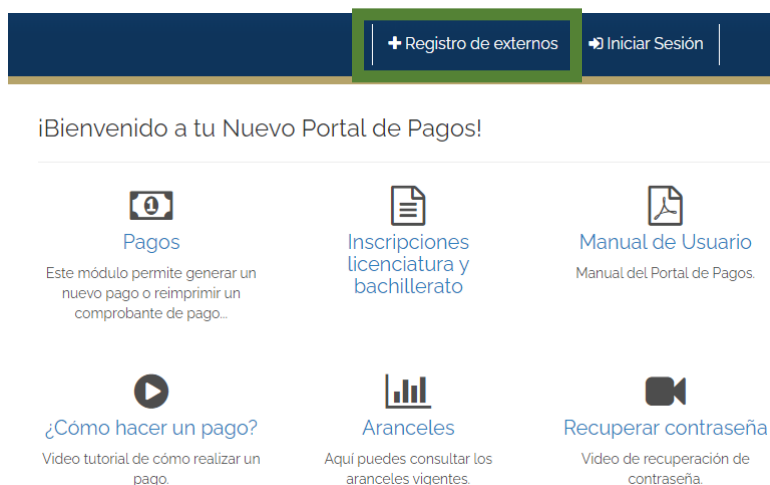 Registro de externos
Iniciar Sesión
¡Bienvenido a tu Nuevo Portal de Pagos!
1
Pagos
Este módulo permite generar un
nuevo pago o reimprimir un
comprobante de pago...
Inscripciones
licenciatura y
bachillerato
Manual de Usuario
Manual del Portal de Pagos.
¿Cómo hacer un pago?
Video tutorial de cómo realizar un
pago.
Aranceles
Aquí puedes consultar los
aranceles vigentes.
Recuperar contraseña
Video de recuperación de
contraseña.